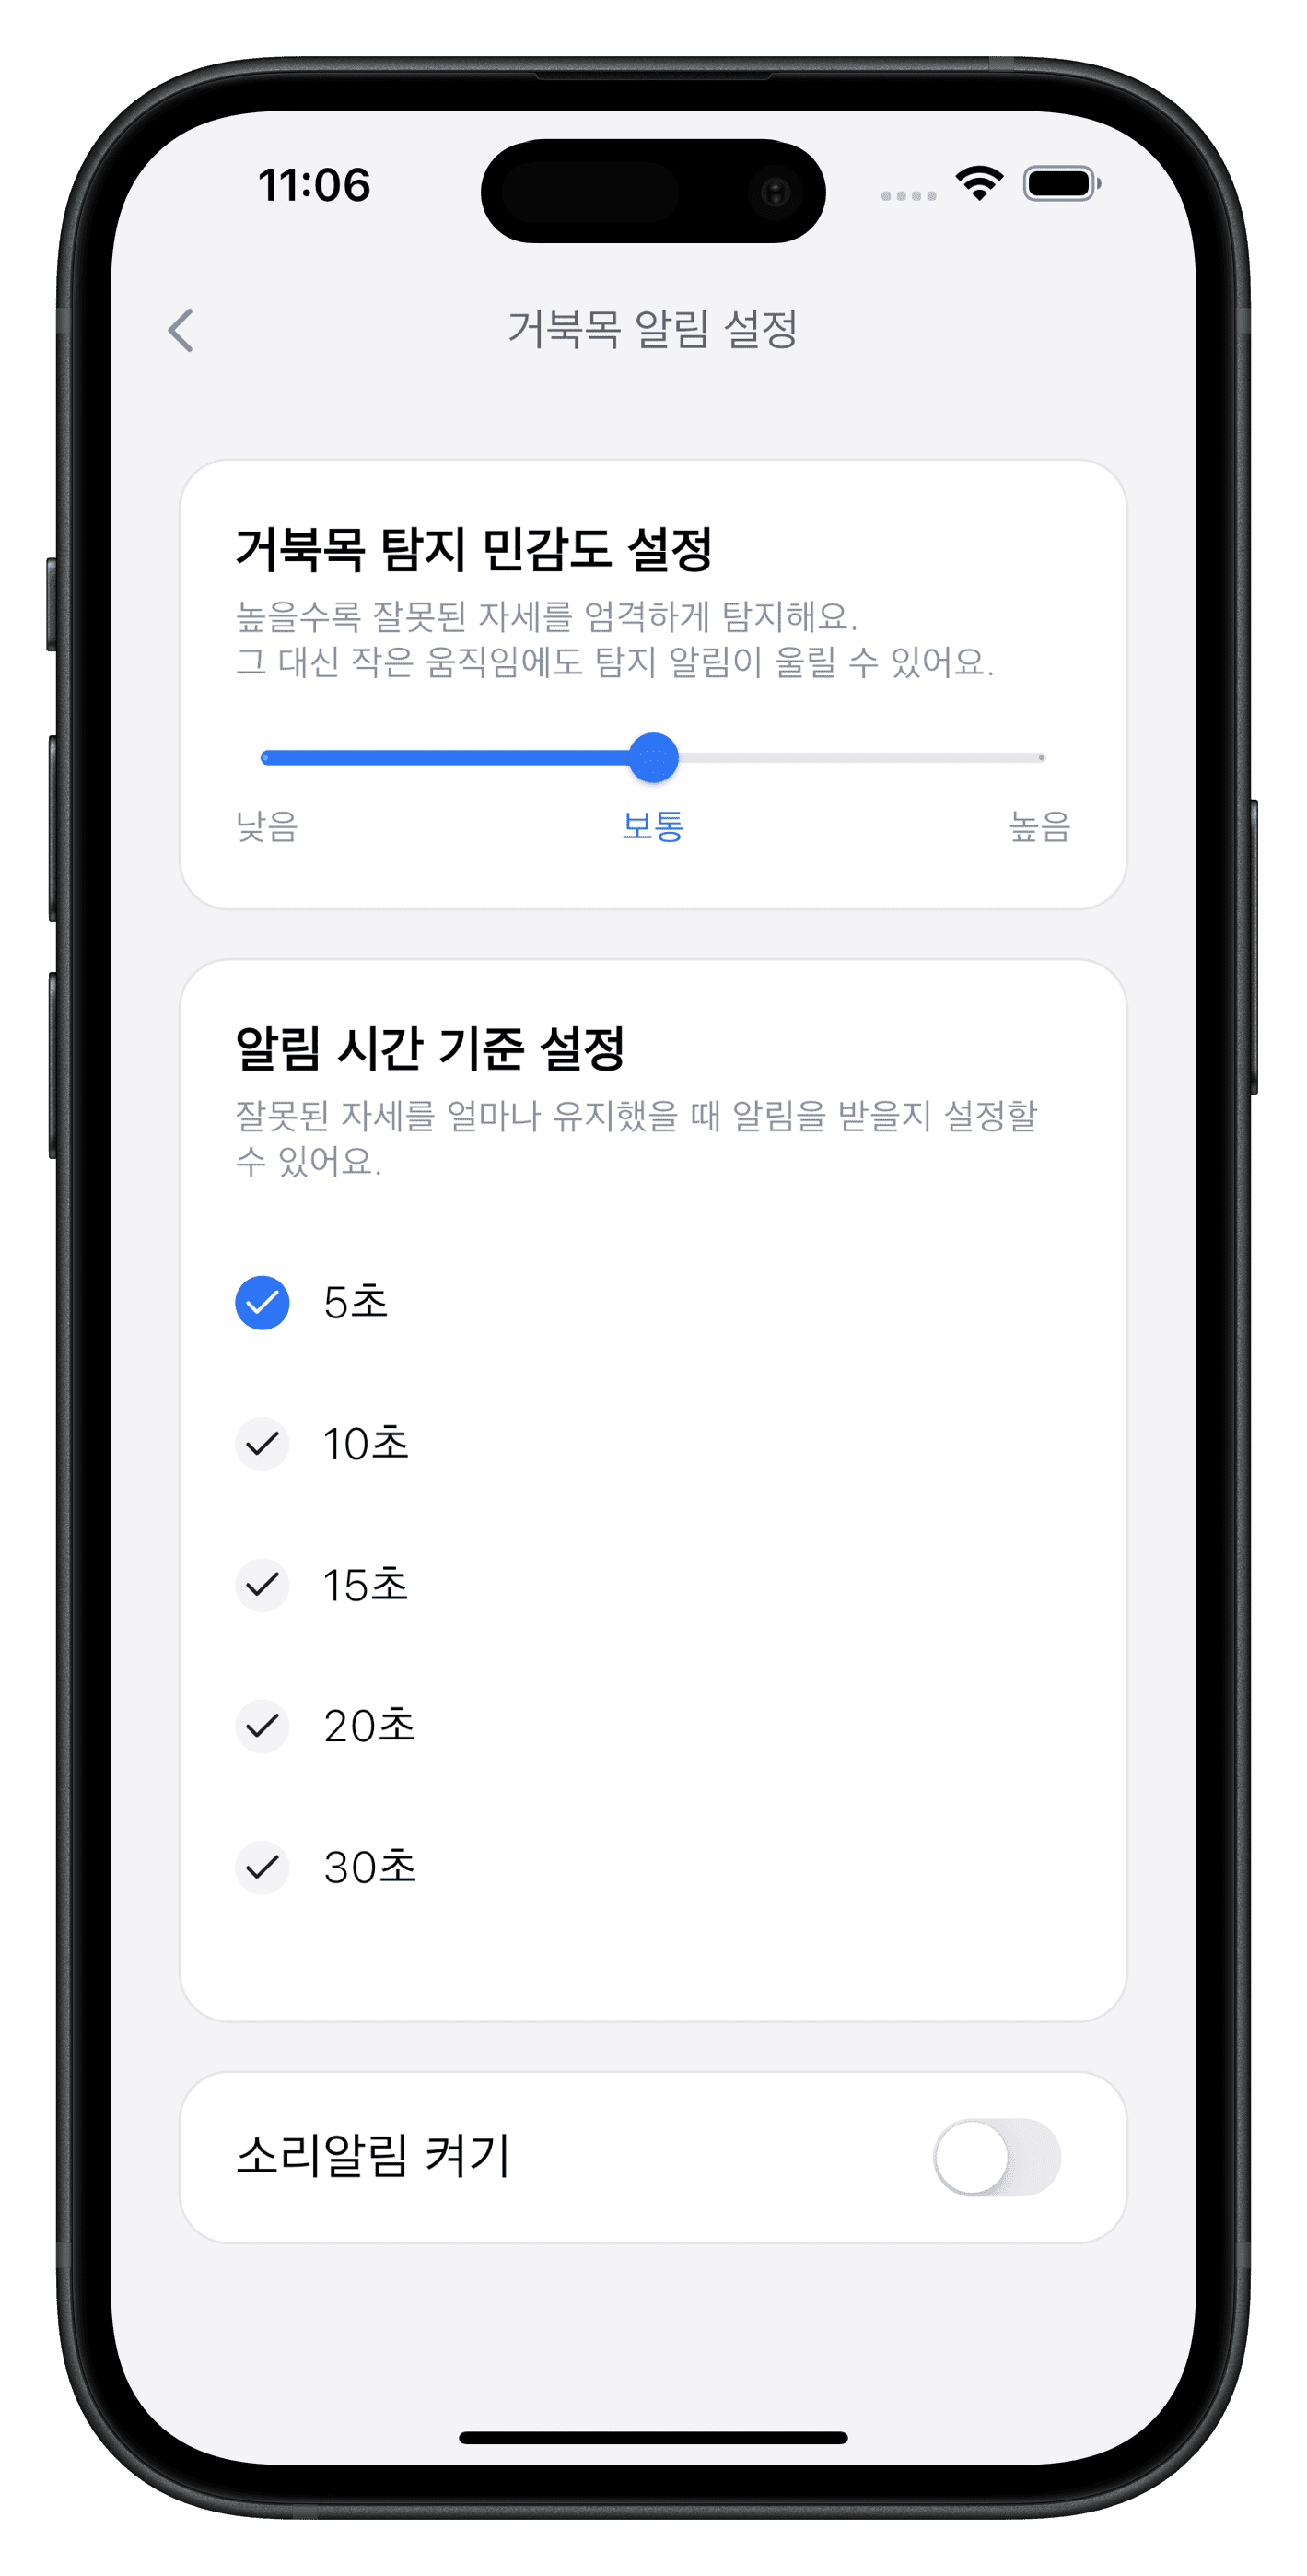 11:06
거북목 알림 설정
거북목 탐지 민감도 설정
높을수록 잘못된 자세를 엄격하게 탐지해요.
그 대신 작은 움직임에도 탐지 알림이 울릴 수 있어요.
낮음 보통 높음
알림 시간 기준 설정
잘못된 자세를 얼마나 유지했을 때 알림을 받을지 설정할
수 있어요.
5초
10초
15초
20초
30초
소리알림 켜기